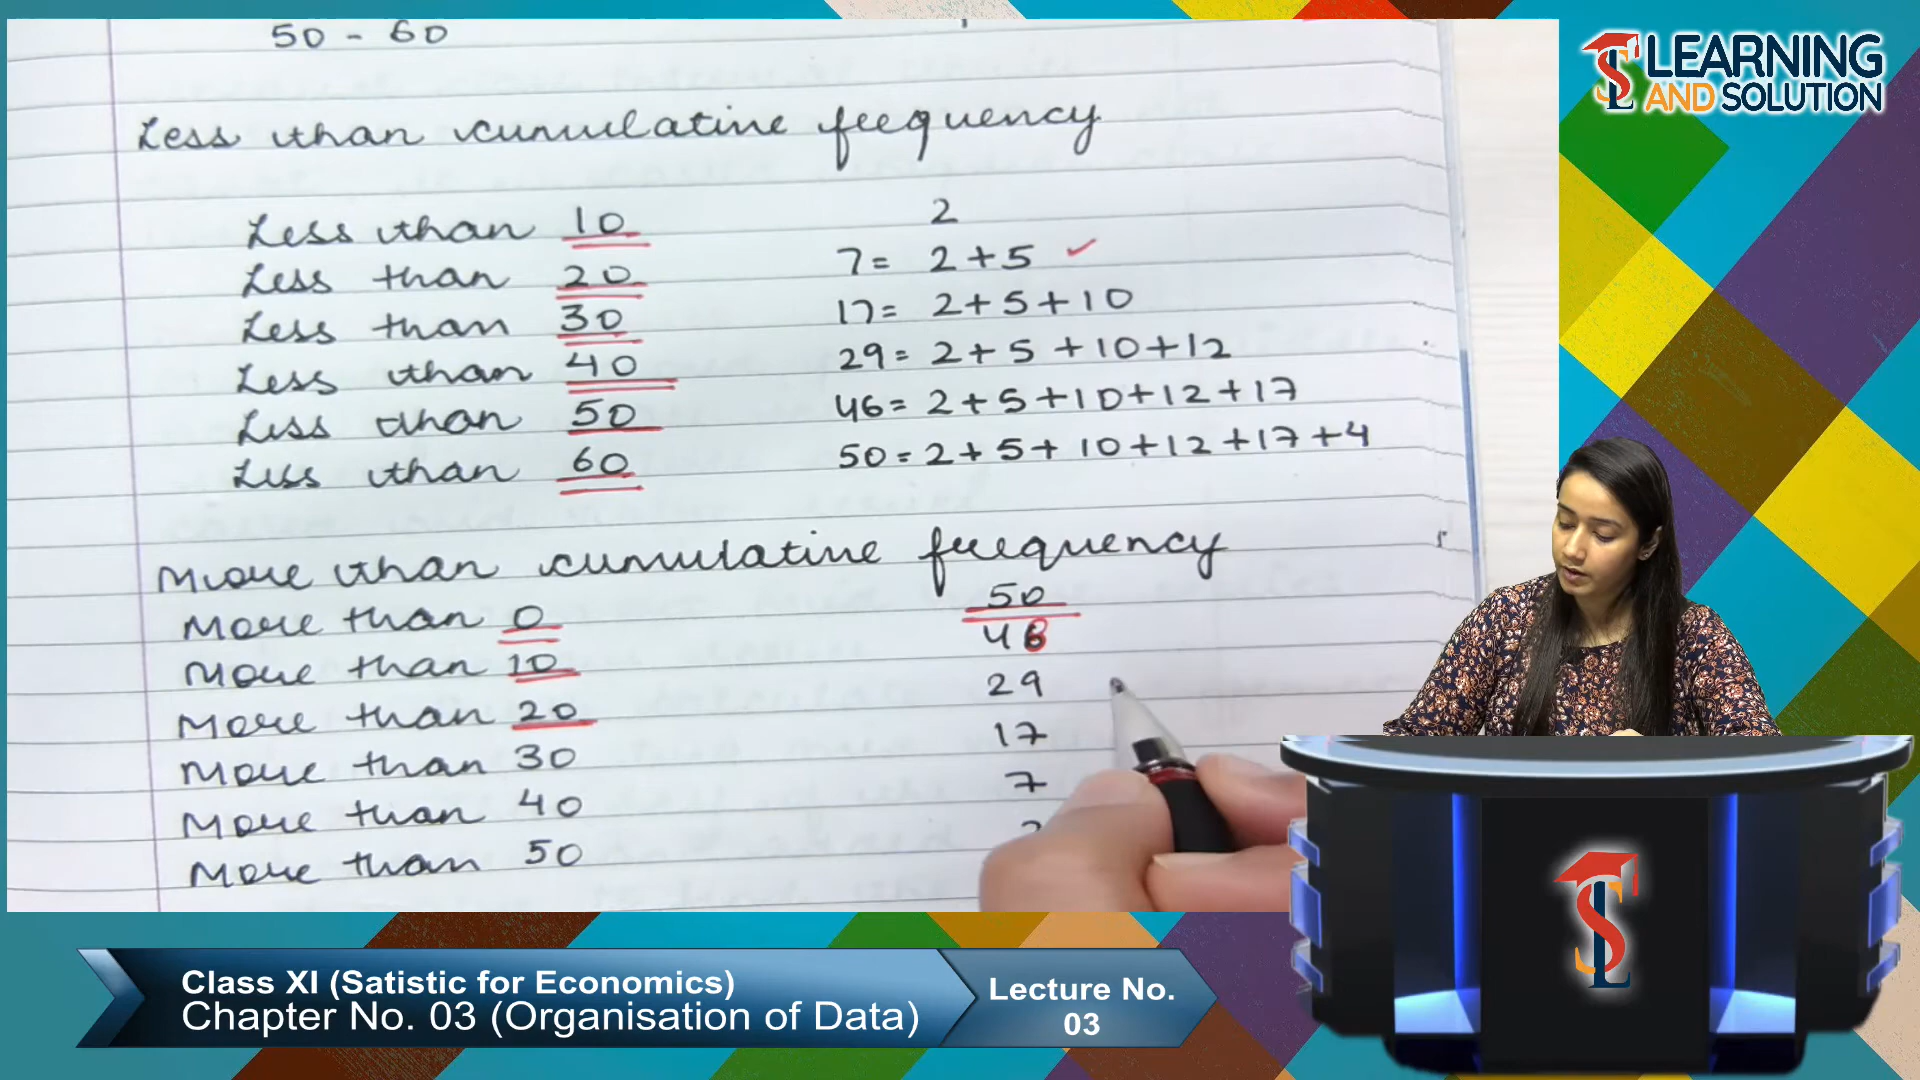 50 - 60
Less than cumulative frequency
Less than 10 2
Less than 20 7 = 2 + 5 ✓
Less than 30 17 = 2 + 5 + 10
Less than 40 29 = 2 + 5 + 10 + 12
Less than 50 46 = 2 + 5 + 10 + 12 + 17
Less than 60 50 = 2 + 5 + 10 + 12 + 17 + 4
More than cumulative frequency
More than 0 50
More than 10 48
More than 20 29
More than 30 17
More than 40 7
More than 50
LEARNING
AND SOLUTION
Class XI (Satistic for Economics)
Chapter No. 03 (Organisation of Data)
Lecture No.
03
SL